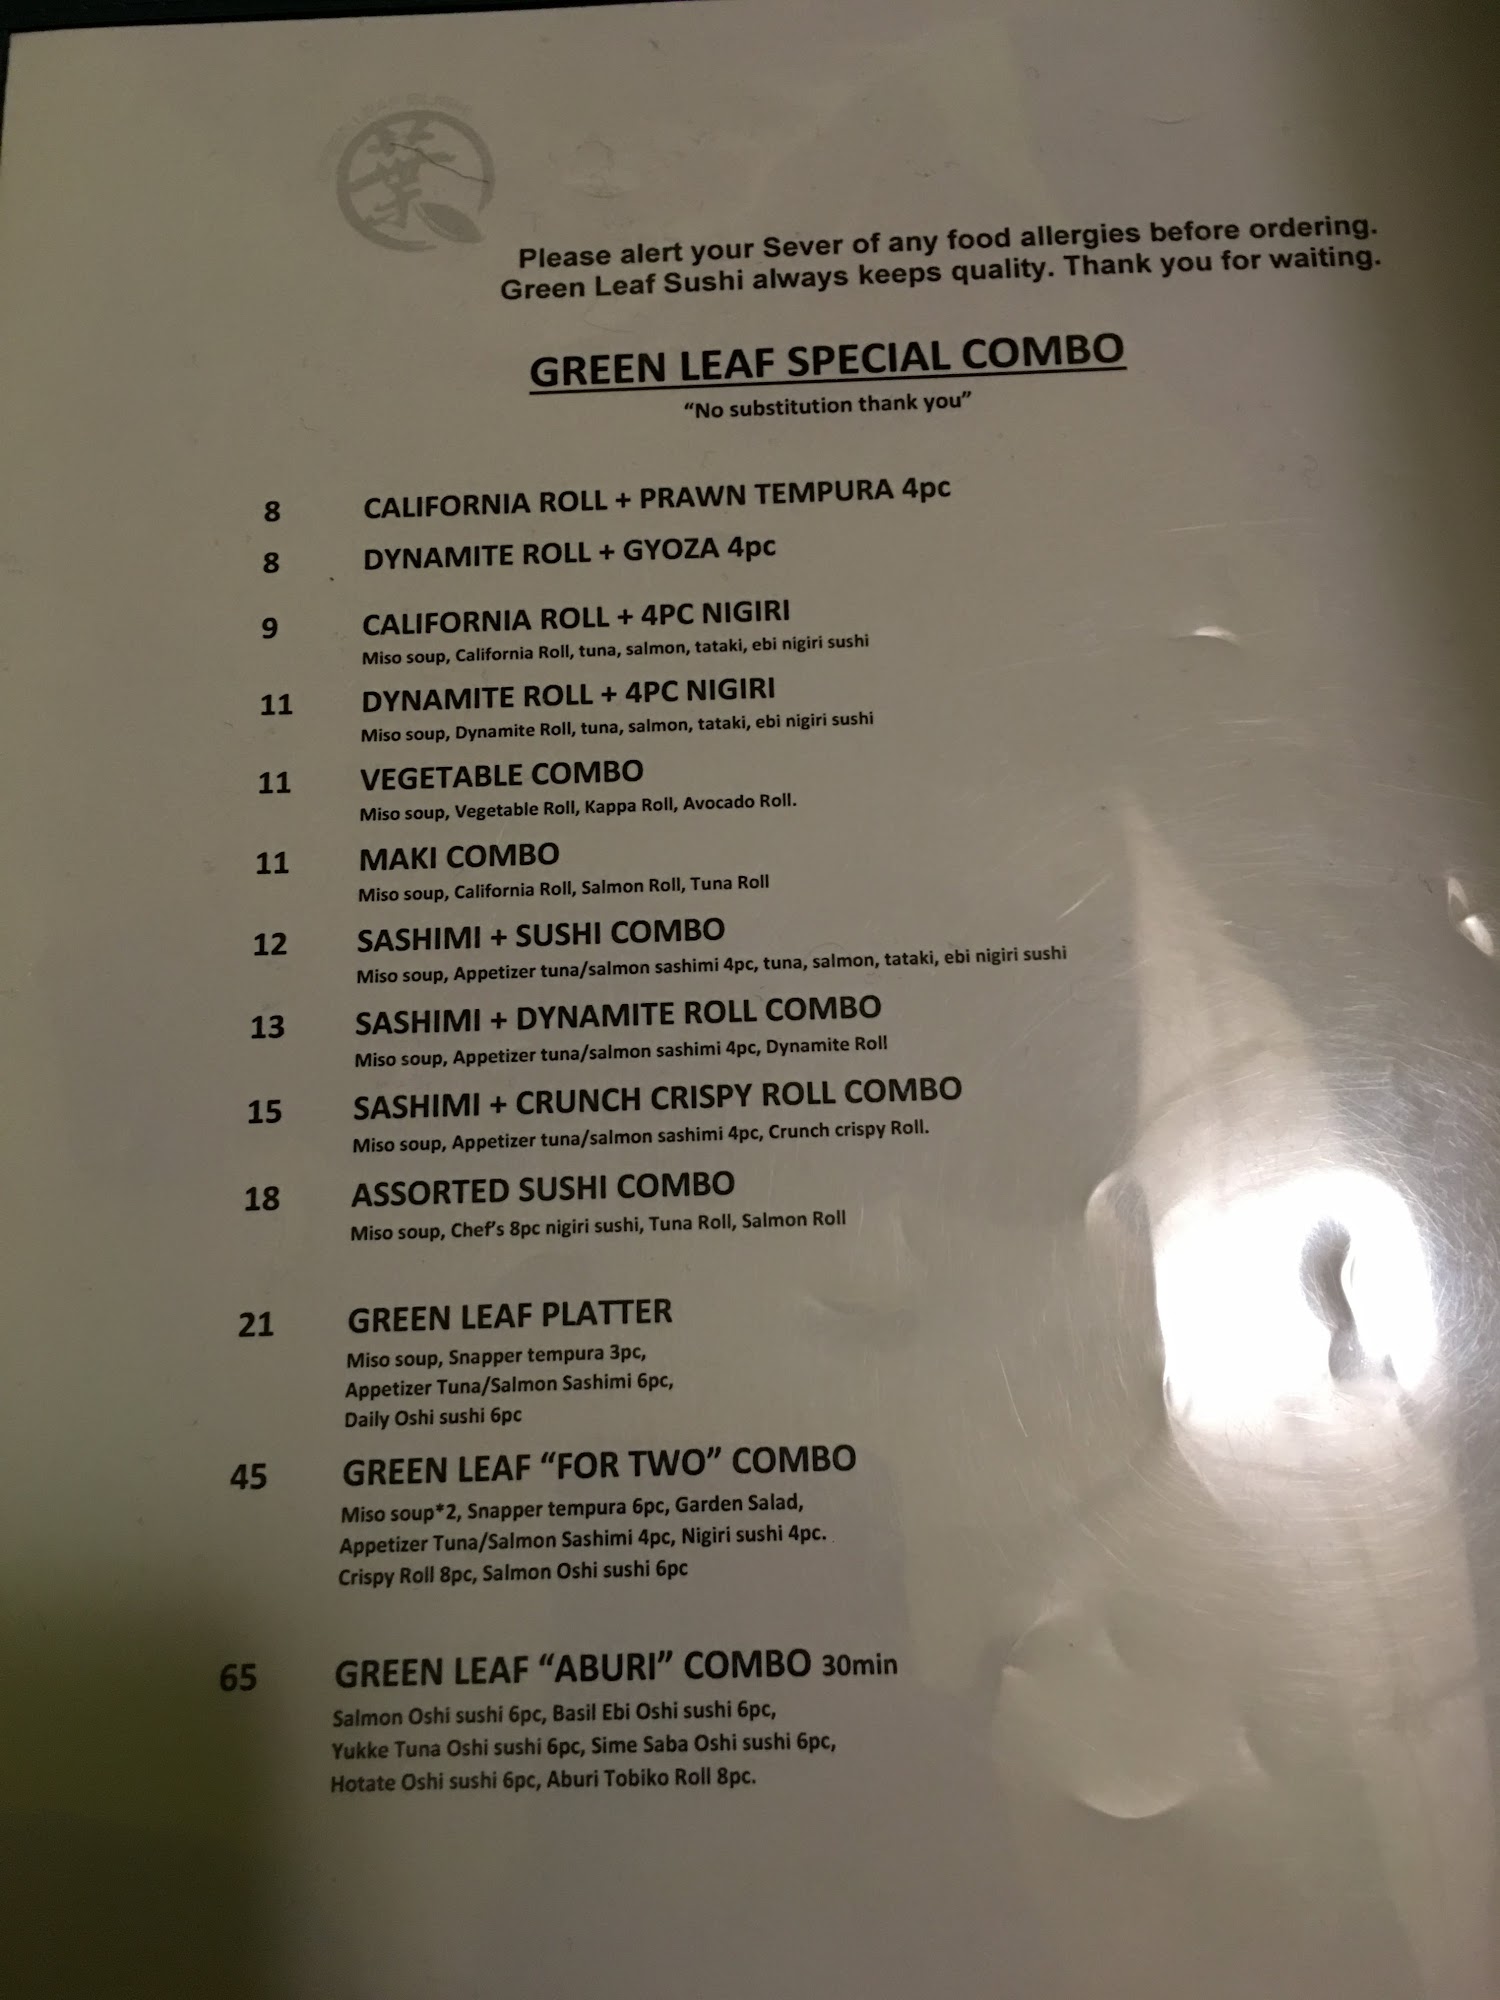 葉
Please alert your Sever of any food allergies before ordering.
Green Leaf Sushi always keeps quality. Thank you for waiting.
GREEN LEAF SPECIAL COMBO
“No substitution thank you”
8 CALIFORNIA ROLL + PRAWN TEMPURA 4pc
8 DYNAMITE ROLL + GYOZA 4pc
9 CALIFORNIA ROLL + 4PC NIGIRI
Miso soup, California Roll, tuna, salmon, tataki, ebi nigiri sushi
11 DYNAMITE ROLL + 4PC NIGIRI
Miso soup, Dynamite Roll, tuna, salmon, tataki, ebi nigiri sushi
11 VEGETABLE COMBO
Miso soup, Vegetable Roll, Kappa Roll, Avocado Roll.
11 MAKI COMBO
Miso soup, California Roll, Salmon Roll, Tuna Roll
12 SASHIMI + SUSHI COMBO
Miso soup, Appetizer tuna/salmon sashimi 4pc, tuna, salmon, tataki, ebi nigiri sushi
13 SASHIMI + DYNAMITE ROLL COMBO
Miso soup, Appetizer tuna/salmon sashimi 4pc, Dynamite Roll
15 SASHIMI + CRUNCH CRISPY ROLL COMBO
Miso soup, Appetizer tuna/salmon sashimi 4pc, Crunch crispy Roll.
18 ASSORTED SUSHI COMBO
Miso soup, Chef’s 8pc nigiri sushi, Tuna Roll, Salmon Roll
21 GREEN LEAF PLATTER
Miso soup, Snapper tempura 3pc,
Appetizer Tuna/Salmon Sashimi 6pc,
Daily Oshi sushi 6pc
45 GREEN LEAF “FOR TWO” COMBO
Miso soup*2, Snapper tempura 6pc, Garden Salad,
Appetizer Tuna/Salmon Sashimi 4pc, Nigiri sushi 4pc.
Crispy Roll 8pc, Salmon Oshi sushi 6pc
65 GREEN LEAF “ABURI” COMBO 30min
Salmon Oshi sushi 6pc, Basil Ebi Oshi sushi 6pc,
Yukke Tuna Oshi sushi 6pc, Sime Saba Oshi sushi 6pc,
Hotate Oshi sushi 6pc, Aburi Tobiko Roll 8pc.